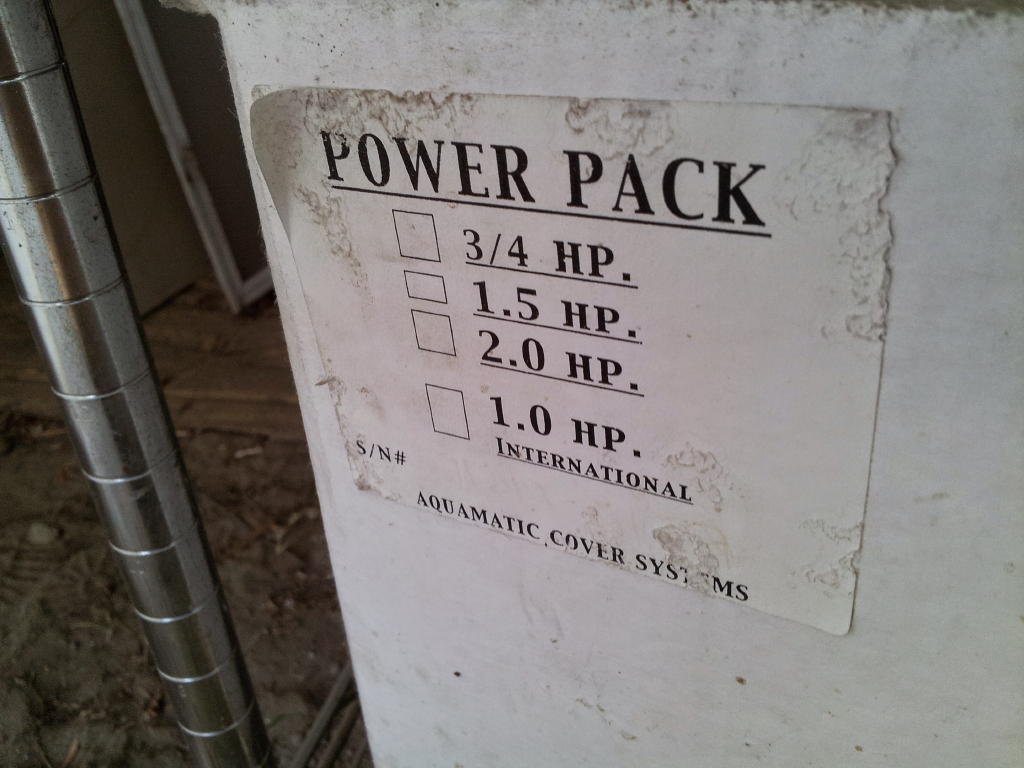 POWER PACK
3/4 HP.
1.5 HP.
2.0 HP.
1.0 HP.
INTERNATIONAL
S/N#
AQUAMATIC COVER SYSTEMS